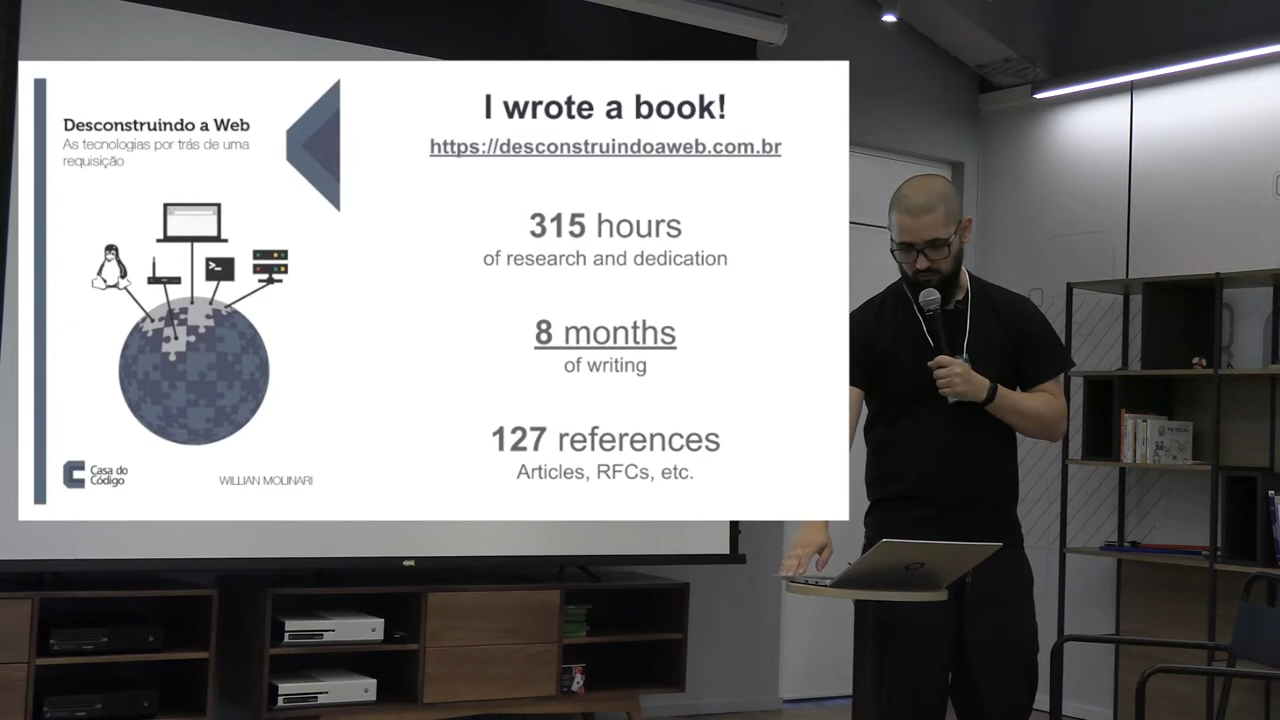 Desconstruindo a Web
As tecnologias por trás de uma
requisição
Casa do
Código
WILLIAN MOLINARI
I wrote a book!
https://desconstruindoaweb.com.br
315 hours
of research and dedication
8 months
of writing
127 references
Articles, RFCs, etc.